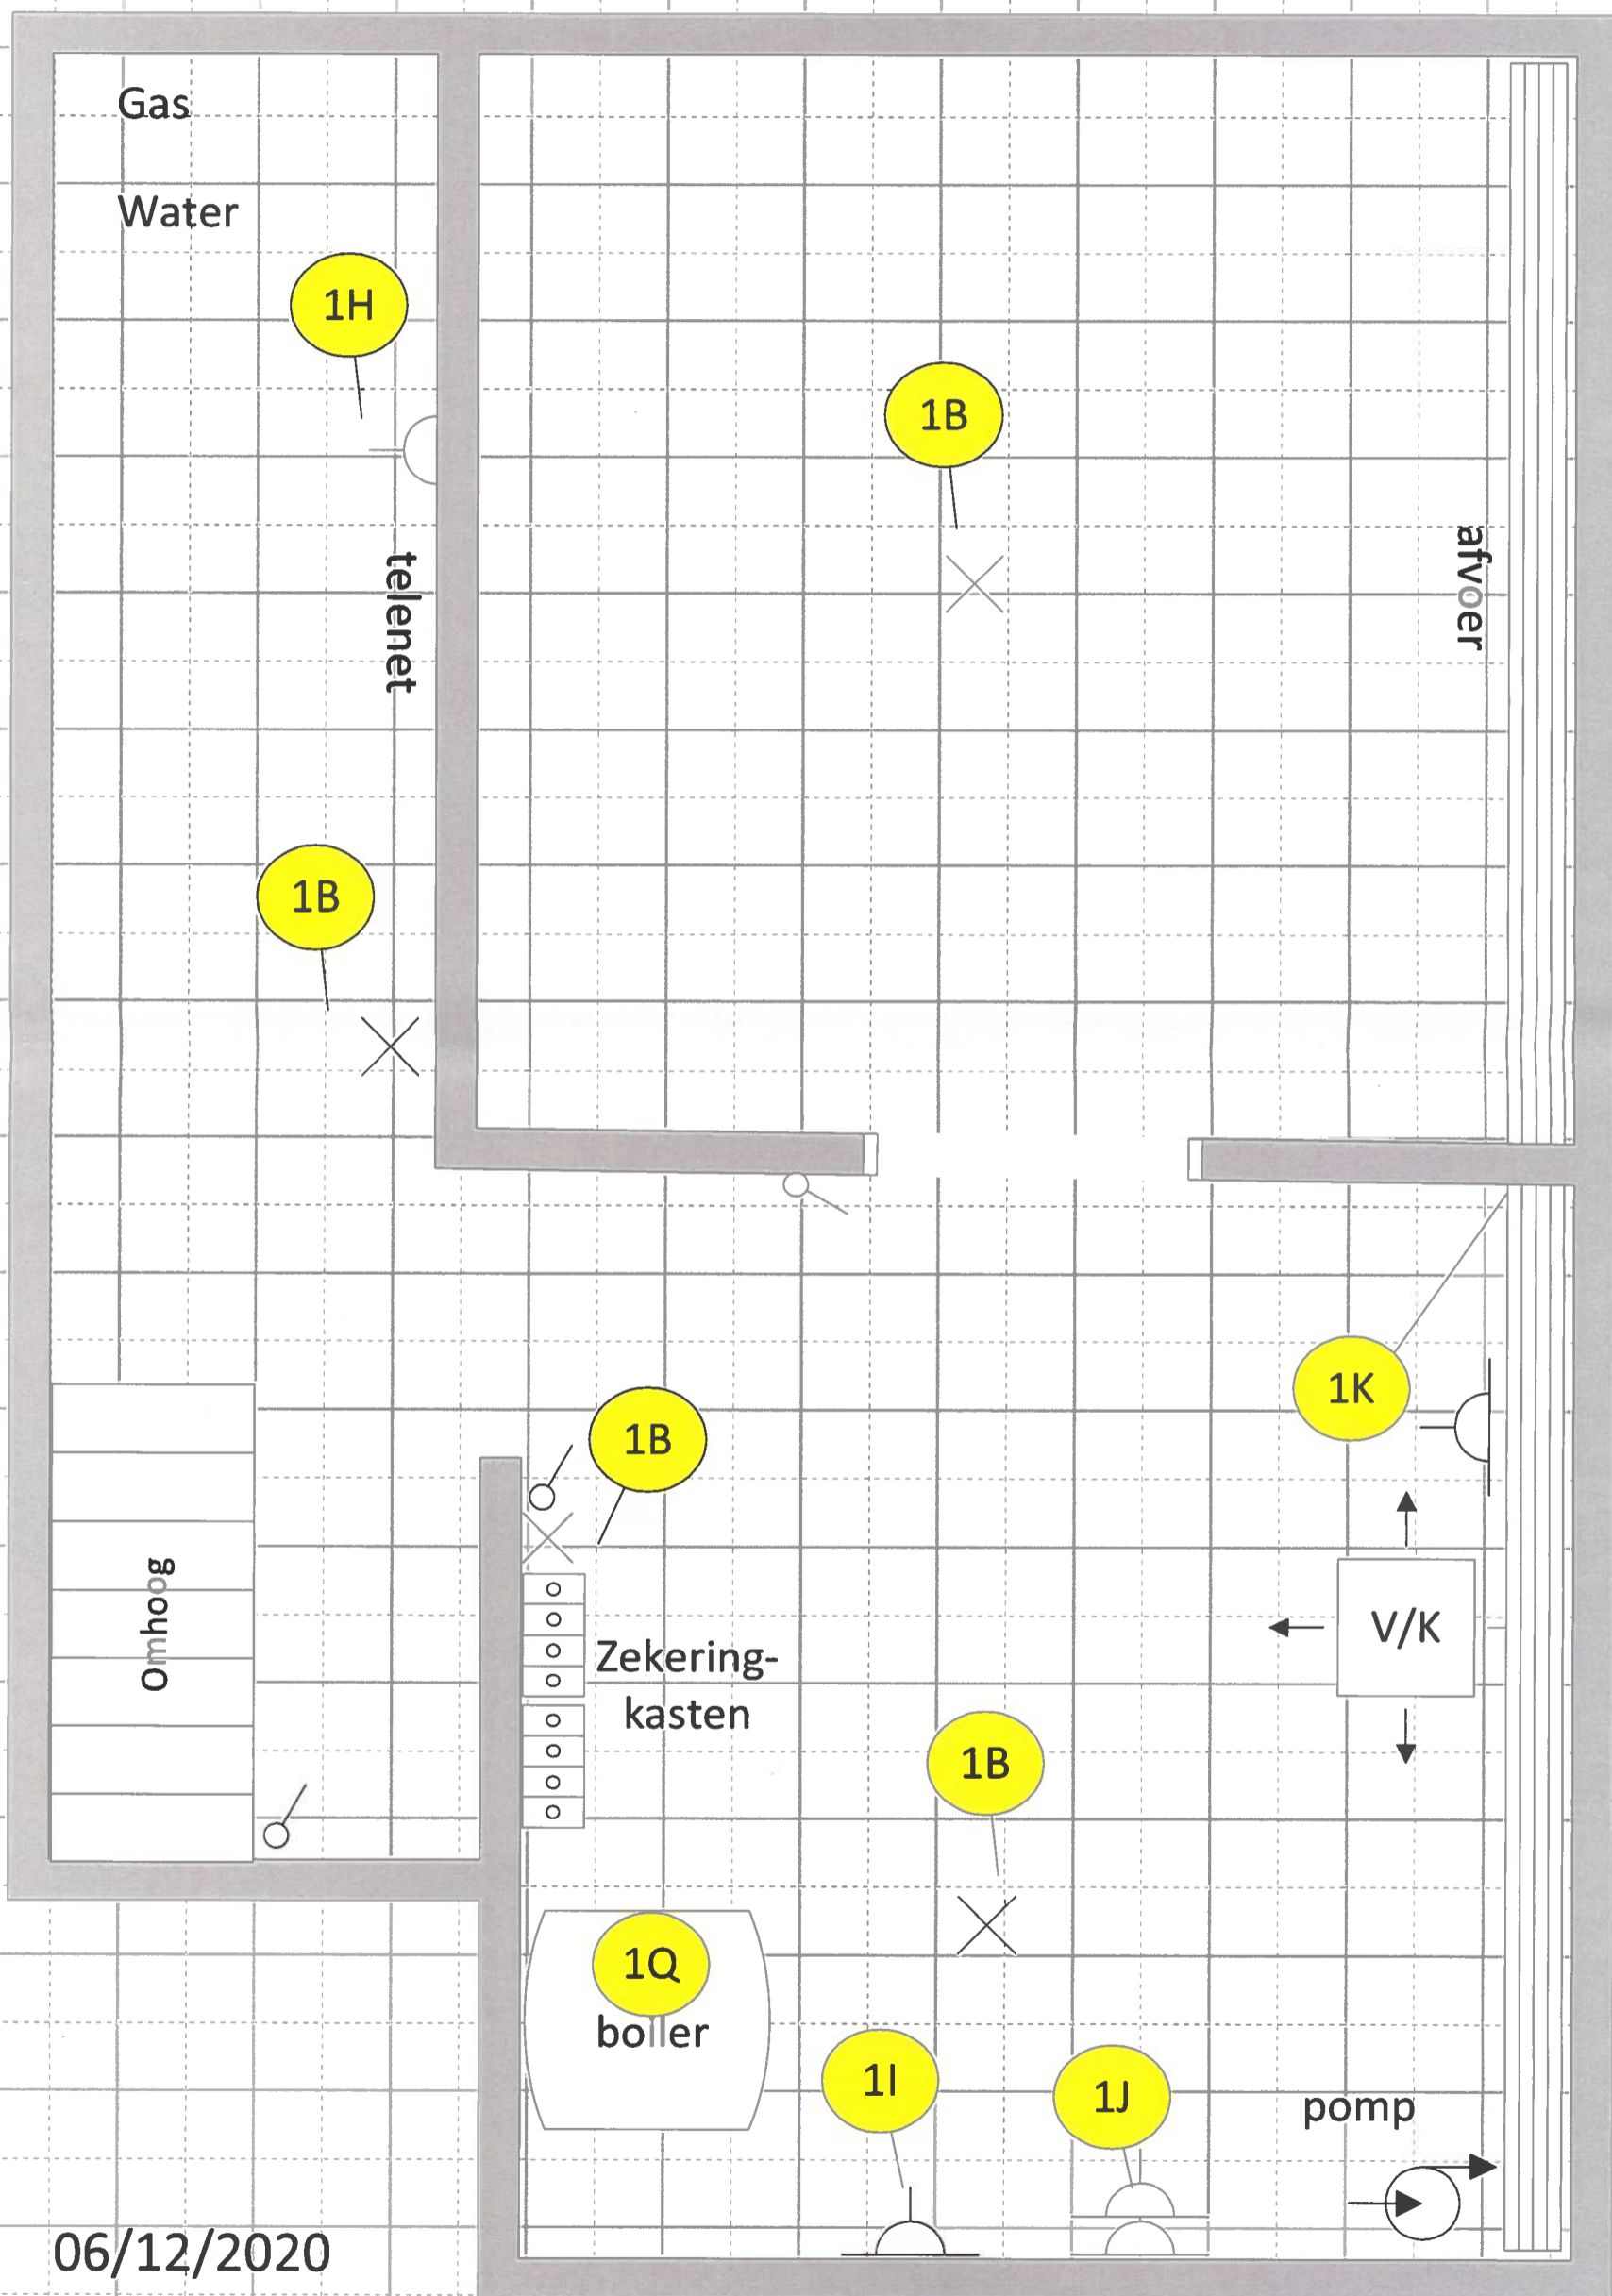 Gas
Water
1H
1B
telenet
afvoer
1B
1K
1B
Omhoog
V/K
Zekering-
kasten
1B
1Q
boiler
1I
1J
pomp
06/12/2020